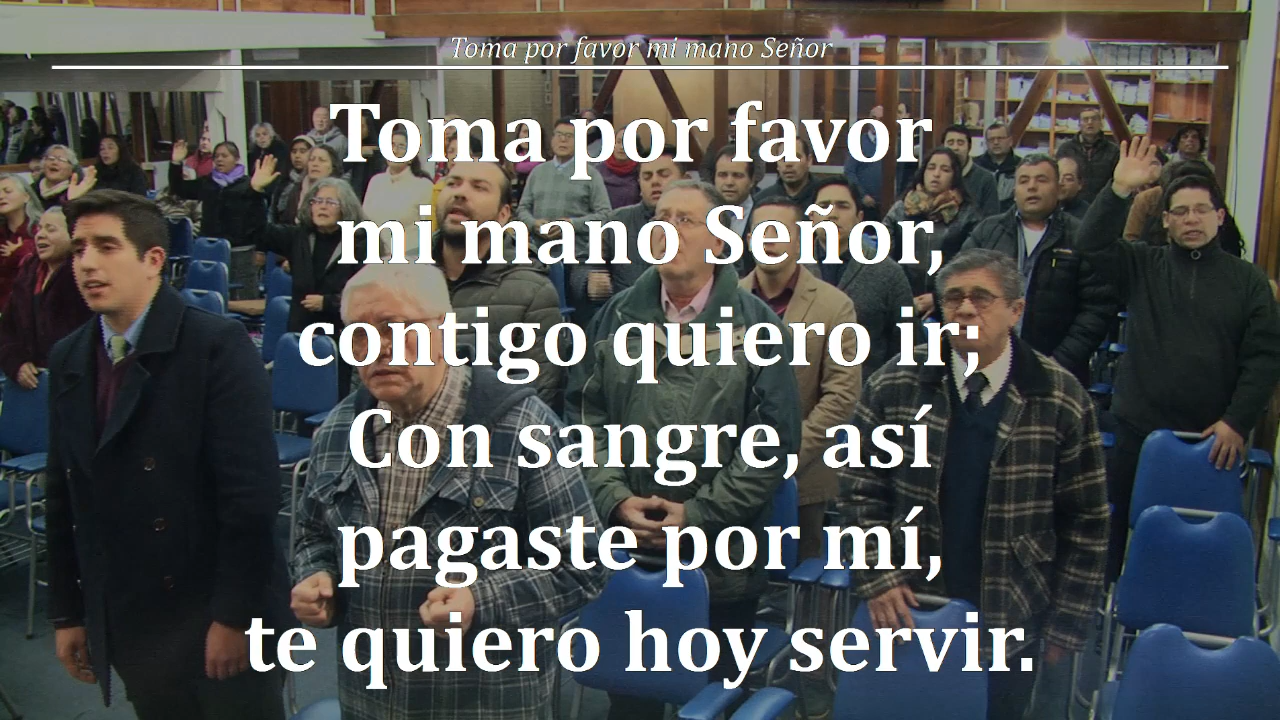 Toma por favor mi mano Señor
Toma por favor
mi mano Señor,
contigo quiero ir;
Con sangre, así
pagaste por mí,
te quiero hoy servir.